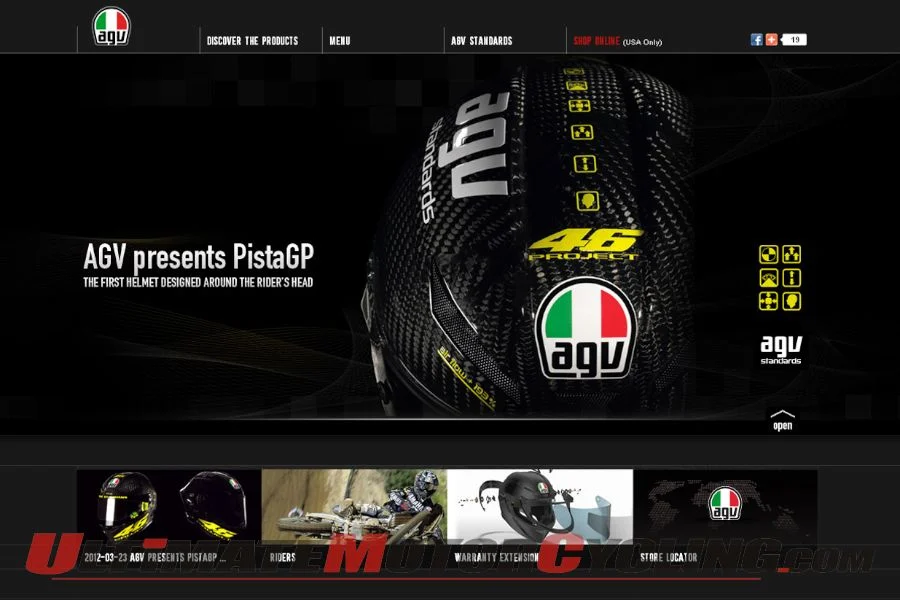 agv
DISCOVER THE PRODUCTS
MENU
AGV STANDARDS
SHOP ONLINE (USA Only)
19
agv
standards
46
PROJECT
AGV presents PistaGP
THE FIRST HELMET DESIGNED AROUND THE RIDER'S HEAD
agv
air flow
agv
standards
open
agv
2012-03-23 AGV PRESENTS PISTAGP ...
RIDERS
WARRANTY EXTENSION
STORE LOCATOR
ULTIMATEMOTORCYCLING.COM